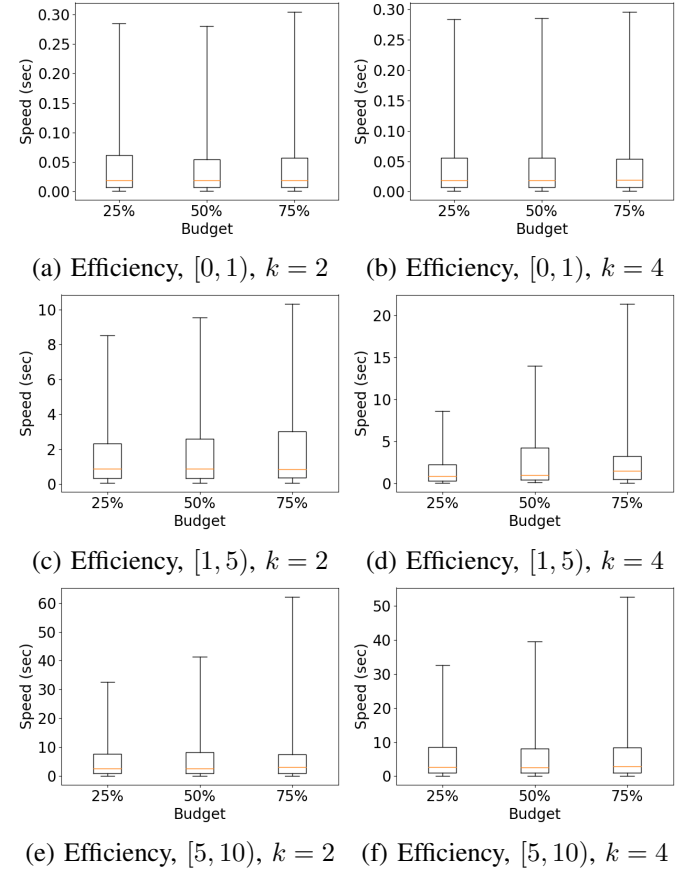 0.30
0.25
0.20
0.15
0.10
0.05
0.00
Speed (sec)
25% 50% 75%
Budget
(a) Efficiency, [0, 1), k = 2
0.30
0.25
0.20
0.15
0.10
0.05
0.00
Speed (sec)
25% 50% 75%
Budget
(b) Efficiency, [0, 1), k = 4
10
8
6
4
2
0
Speed (sec)
25% 50% 75%
Budget
(c) Efficiency, [1, 5), k = 2
20
15
10
5
0
Speed (sec)
25% 50% 75%
Budget
(d) Efficiency, [1, 5), k = 4
60
50
40
30
20
10
0
Speed (sec)
25% 50% 75%
Budget
(e) Efficiency, [5, 10), k = 2
50
40
30
20
10
0
Speed (sec)
25% 50% 75%
Budget
(f) Efficiency, [5, 10), k = 4